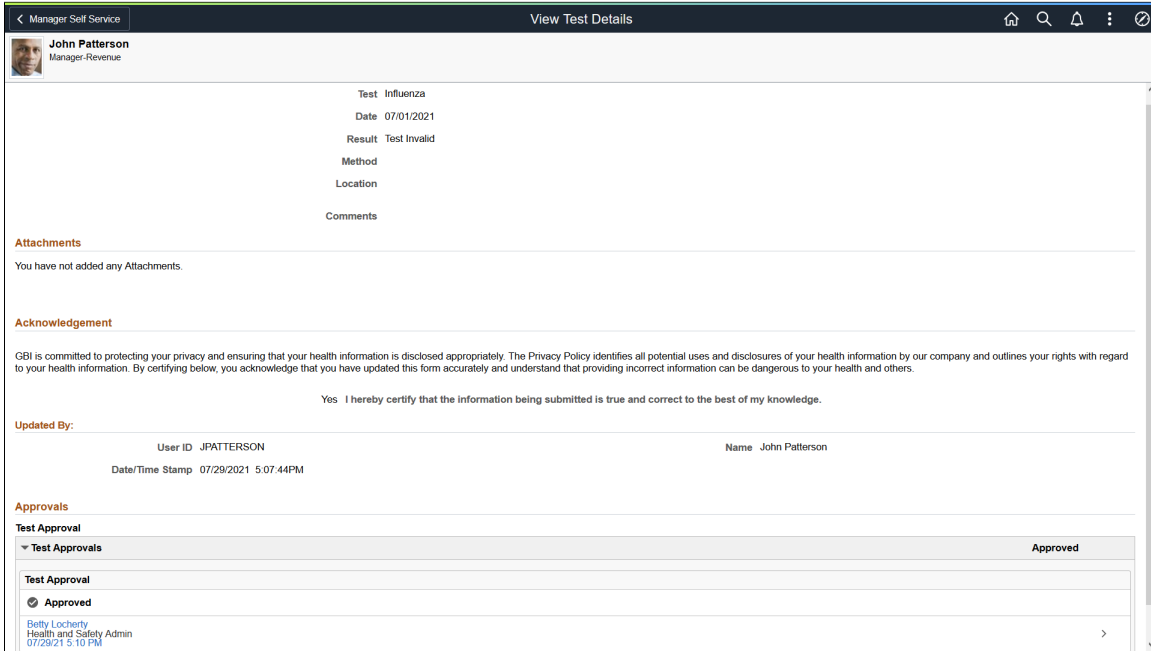 Manager Self Service
View Test Details
John Patterson
Manager-Revenue
Test Influenza
Date 07/01/2021
Result Test Invalid
Method
Location
Comments
Attachments
You have not added any Attachments.
Acknowledgement
GBI is committed to protecting your privacy and ensuring that your health information is disclosed appropriately. The Privacy Policy identifies all potential uses and disclosures of your health information by our company and outlines your rights with regard
to your health information. By certifying below, you acknowledge that you have updated this form accurately and understand that providing incorrect information can be dangerous to your health and others.
Yes I hereby certify that the information being submitted is true and correct to the best of my knowledge.
Updated By:
User ID JPATTERSON Name John Patterson
Date/Time Stamp 07/29/2021 5:07:44PM
Approvals
Test Approval
Test Approvals Approved
Test Approval
Approved
Betty Locherty
Health and Safety Admin
07/29/21 5:10 PM